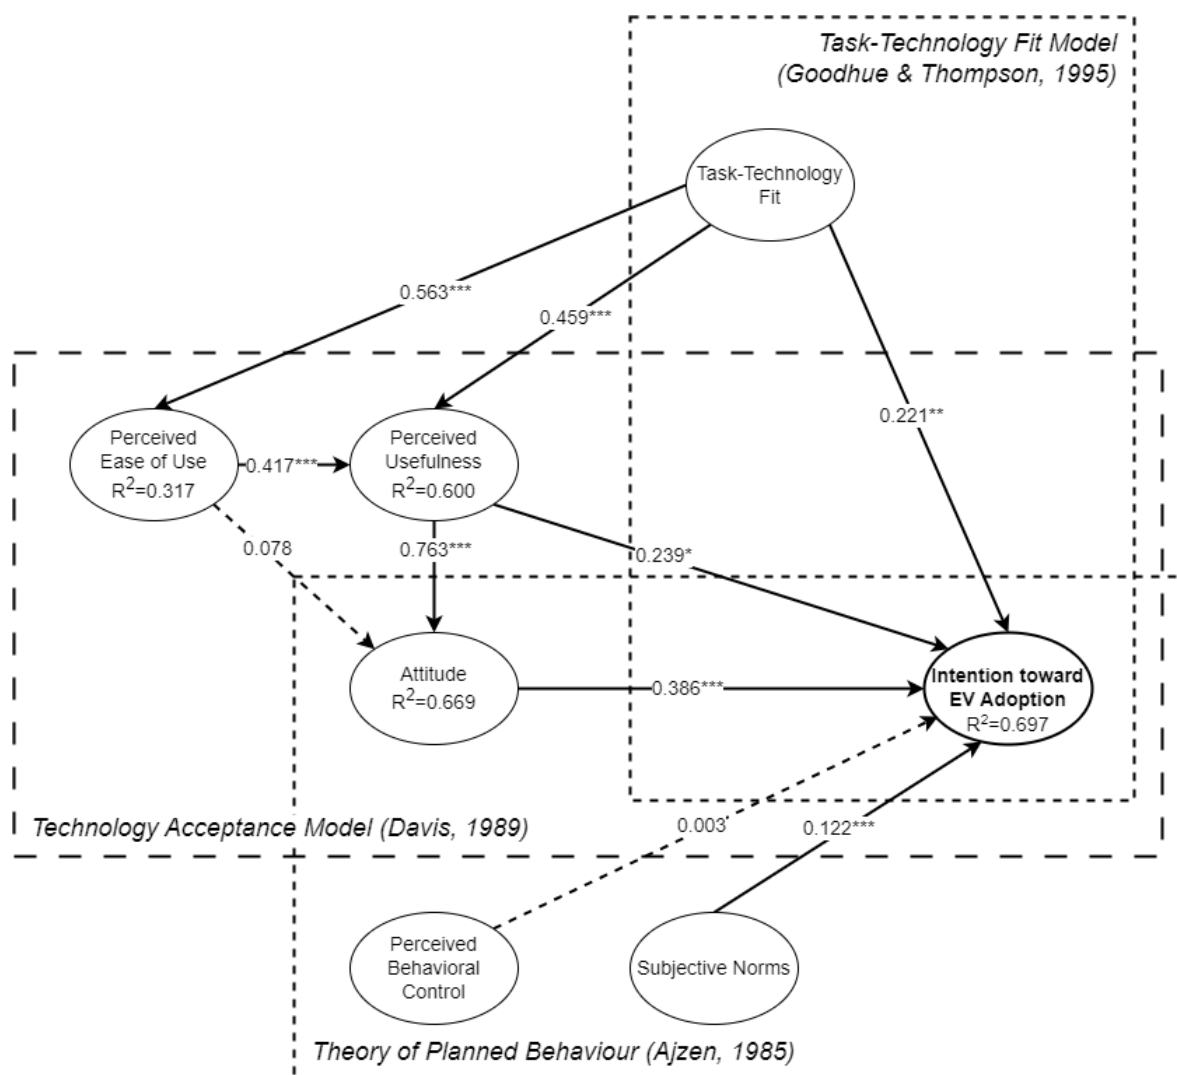 Task-Technology Fit Model
(Goodhue & Thompson, 1995)
Task-Technology
Fit
0.563***
0.459***
0.221**
Perceived
Ease of Use
R²=0.317
0.417***
Perceived
Usefulness
R²=0.600
0.078
0.763***
0.239*
Attitude
R²=0.669
0.386***
Intention toward
EV Adoption
R²=0.697
Technology Acceptance Model (Davis, 1989)
0.003
0.122***
Perceived
Behavioral
Control
Subjective Norms
Theory of Planned Behaviour (Ajzen, 1985)